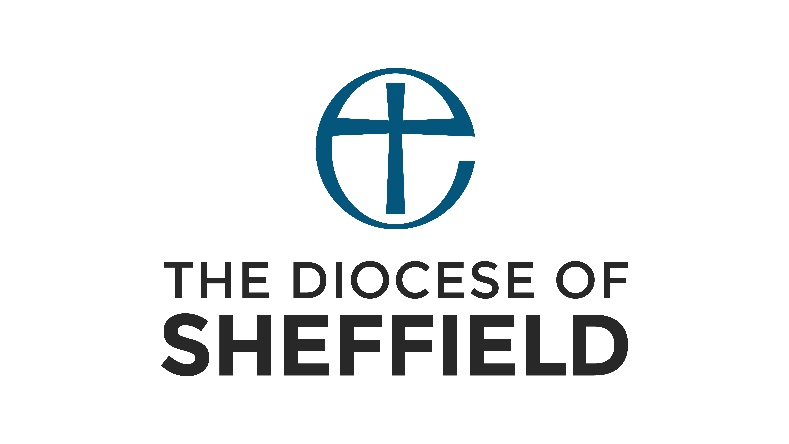 THE DIOCESE OF
SHEFFIELD